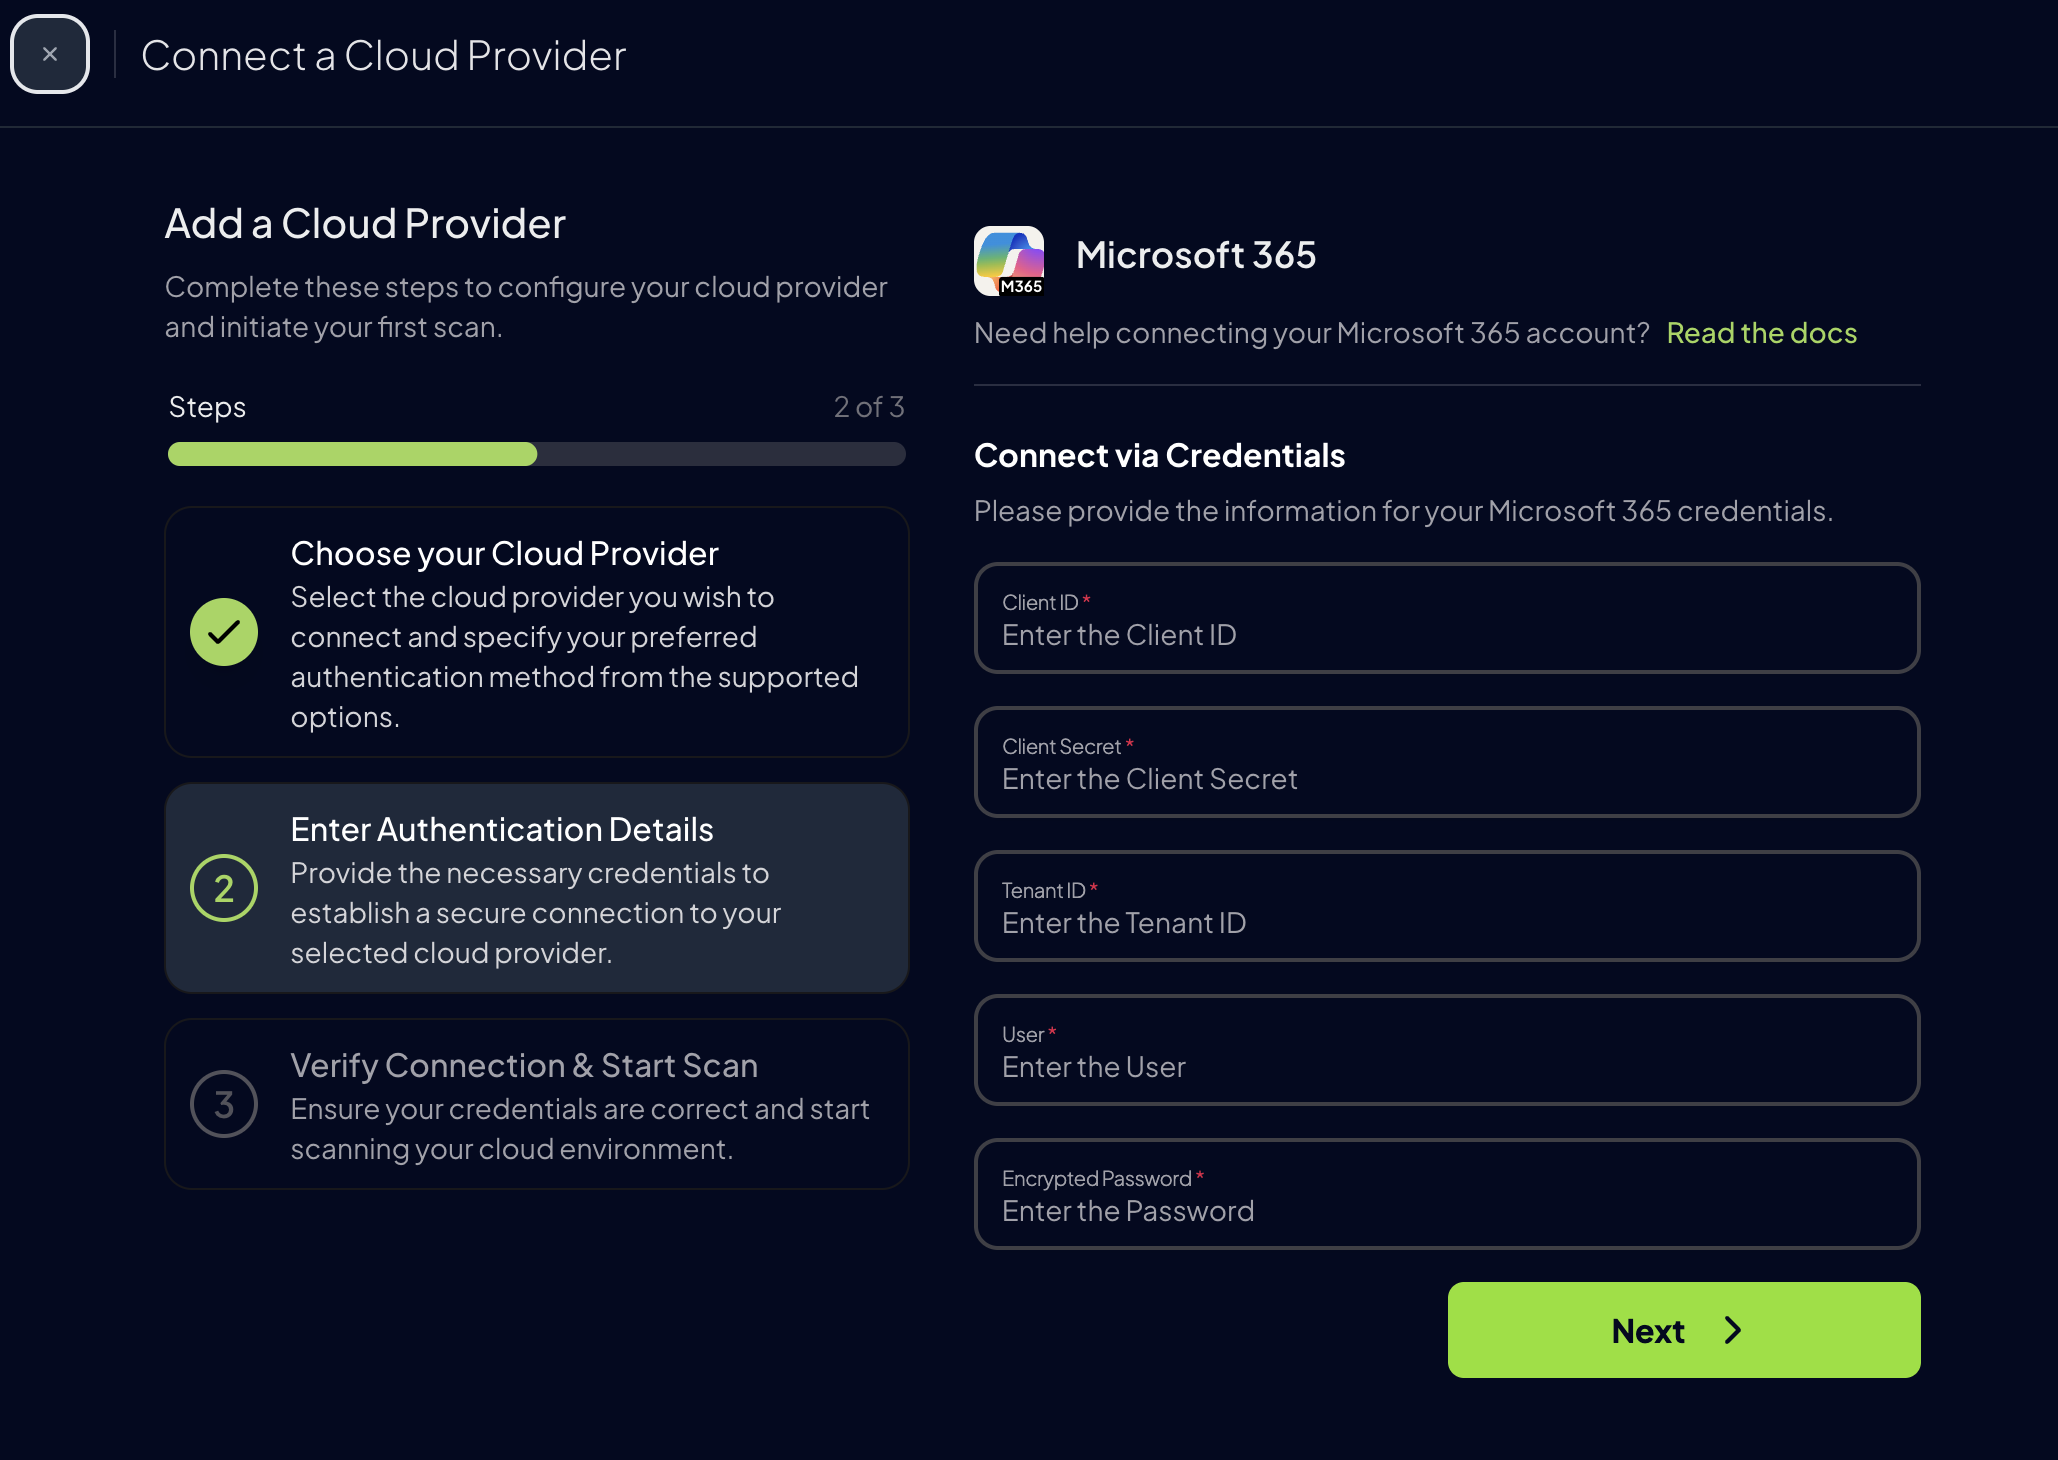 Connect a Cloud Provider
Add a Cloud Provider
Complete these steps to configure your cloud provider
and initiate your first scan.
Steps
2 of 3
Choose your Cloud Provider
Select the cloud provider you wish to
connect and specify your preferred
authentication method from the supported
options.
2
Enter Authentication Details
Provide the necessary credentials to
establish a secure connection to your
selected cloud provider.
3
Verify Connection & Start Scan
Ensure your credentials are correct and start
scanning your cloud environment.
M365
Microsoft 365
Need help connecting your Microsoft 365 account? Read the docs
Connect via Credentials
Please provide the information for your Microsoft 365 credentials.
Client ID *
Enter the Client ID
Client Secret *
Enter the Client Secret
Tenant ID *
Enter the Tenant ID
User *
Enter the User
Encrypted Password *
Enter the Password
Next